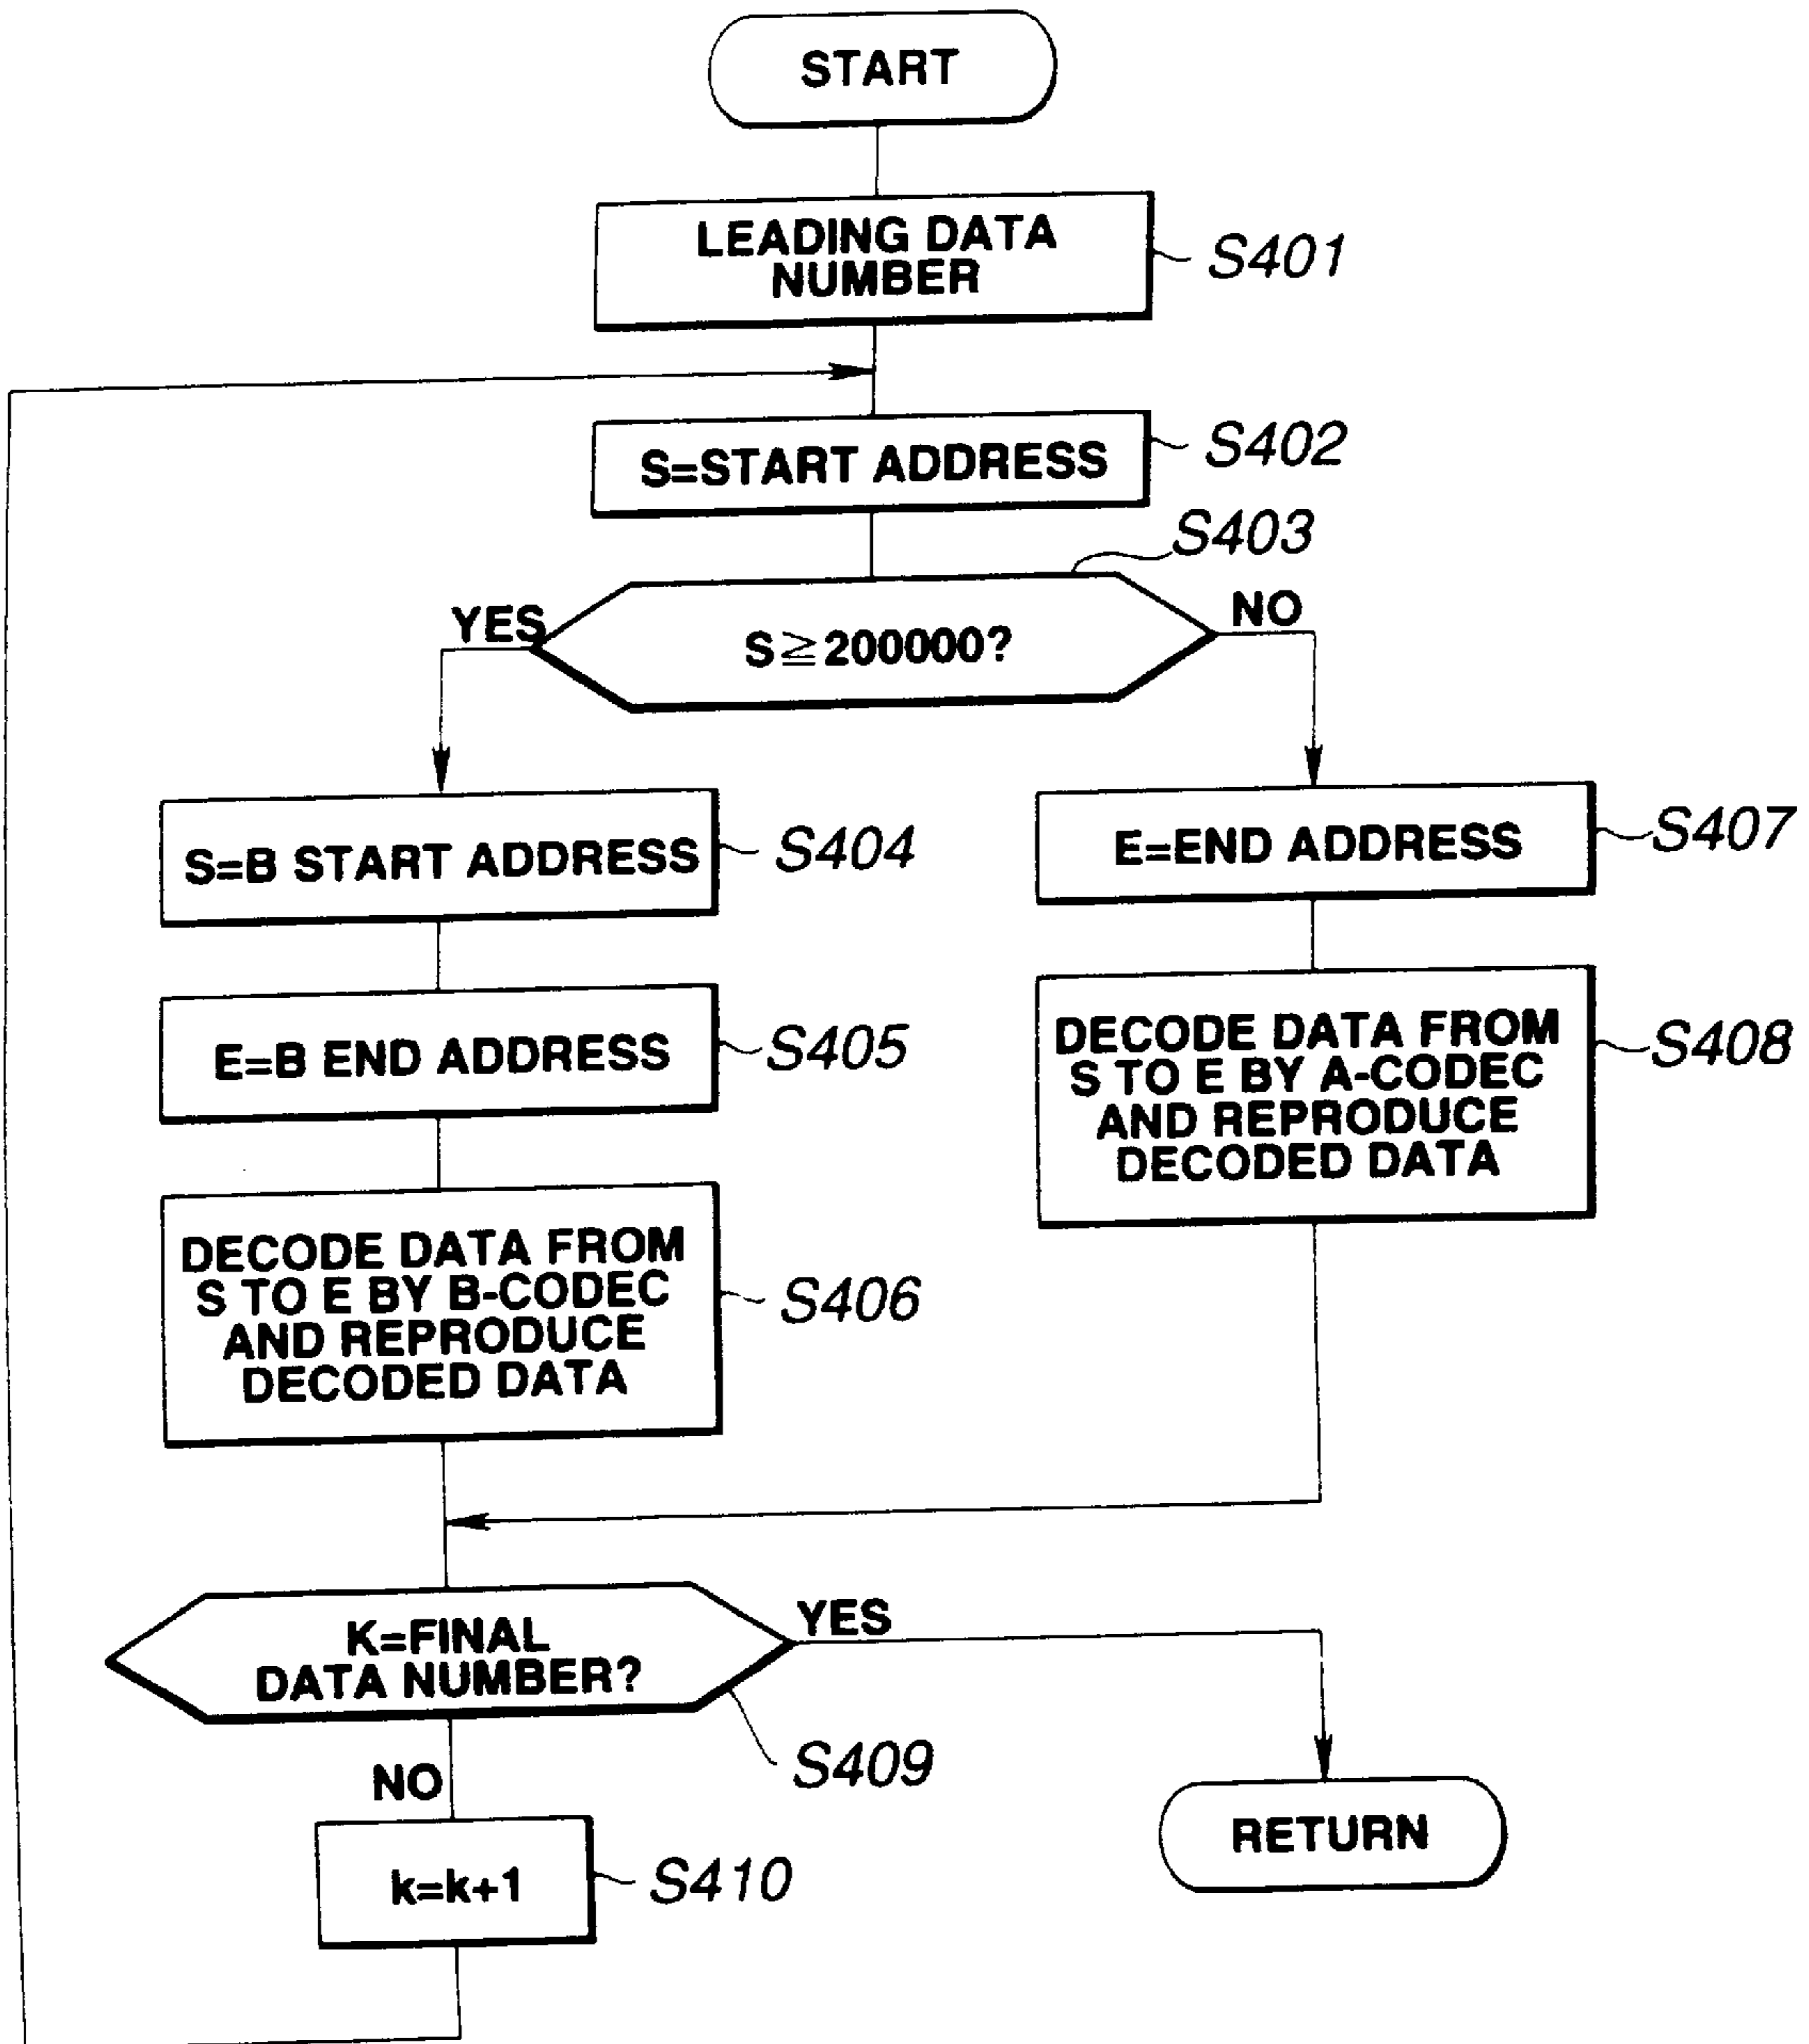 START
LEADING DATA
NUMBER
S401
S=START ADDRESS
S402
S403
YES
S≧200000?
NO
S=B START ADDRESS
S404
E=END ADDRESS
S407
E=B END ADDRESS
S405
DECODE DATA FROM
S TO E BY A-CODEC
AND REPRODUCE
DECODED DATA
S408
DECODE DATA FROM
S TO E BY B-CODEC
AND REPRODUCE
DECODED DATA
S406
K=FINAL
DATA NUMBER?
YES
S409
NO
k=k+1
S410
RETURN